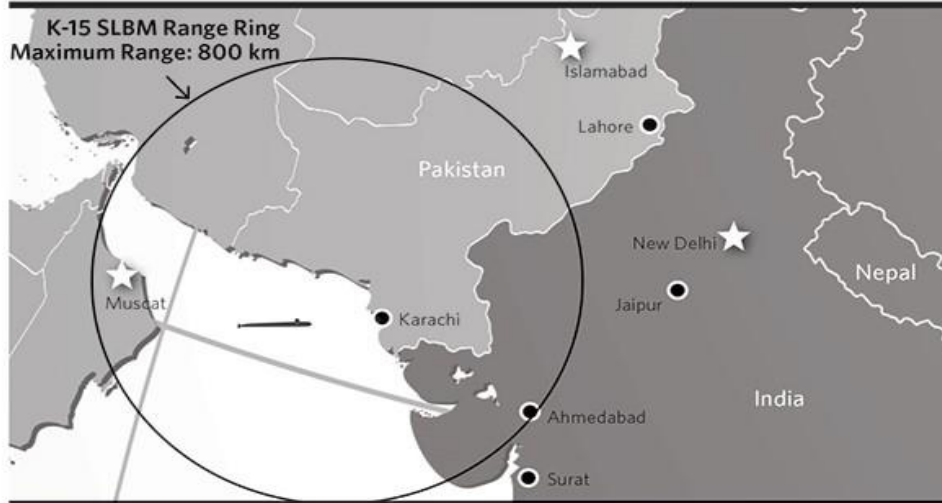 K-15 SLBM Range Ring
Maximum Range: 800 km
Islamabad
Lahore
Pakistan
New Delhi
Nepal
Muscat
Jaipur
Karachi
India
Ahmedabad
Surat